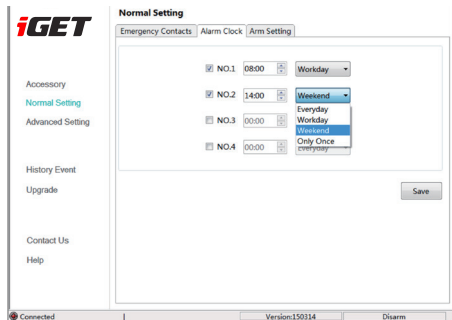 iGET
Normal Setting
Emergency Contacts Alarm Clock Arm Setting
NO.1 08:00 Workday
NO.2 14:00 Weekend
Everyday
Workday
Weekend
Only Once
NO.3 00:00
NO.4 00:00 Everyday
Accessory
Normal Setting
Advanced Setting
History Event
Upgrade
Save
Contact Us
Help
Connected Version:150314 Disarm